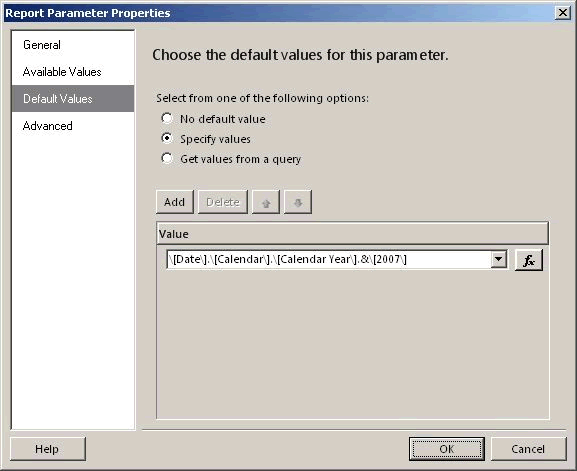 Report Parameter Properties
General
Available Values
Default Values
Advanced
Choose the default values for this parameter.
Select from one of the following options:
No default value
Specify values
Get values from a query
Add
Delete
Value
\[Date\].\[Calendar\].\[Calendar Year\].&\[2007\]
fx
Help
OK
Cancel